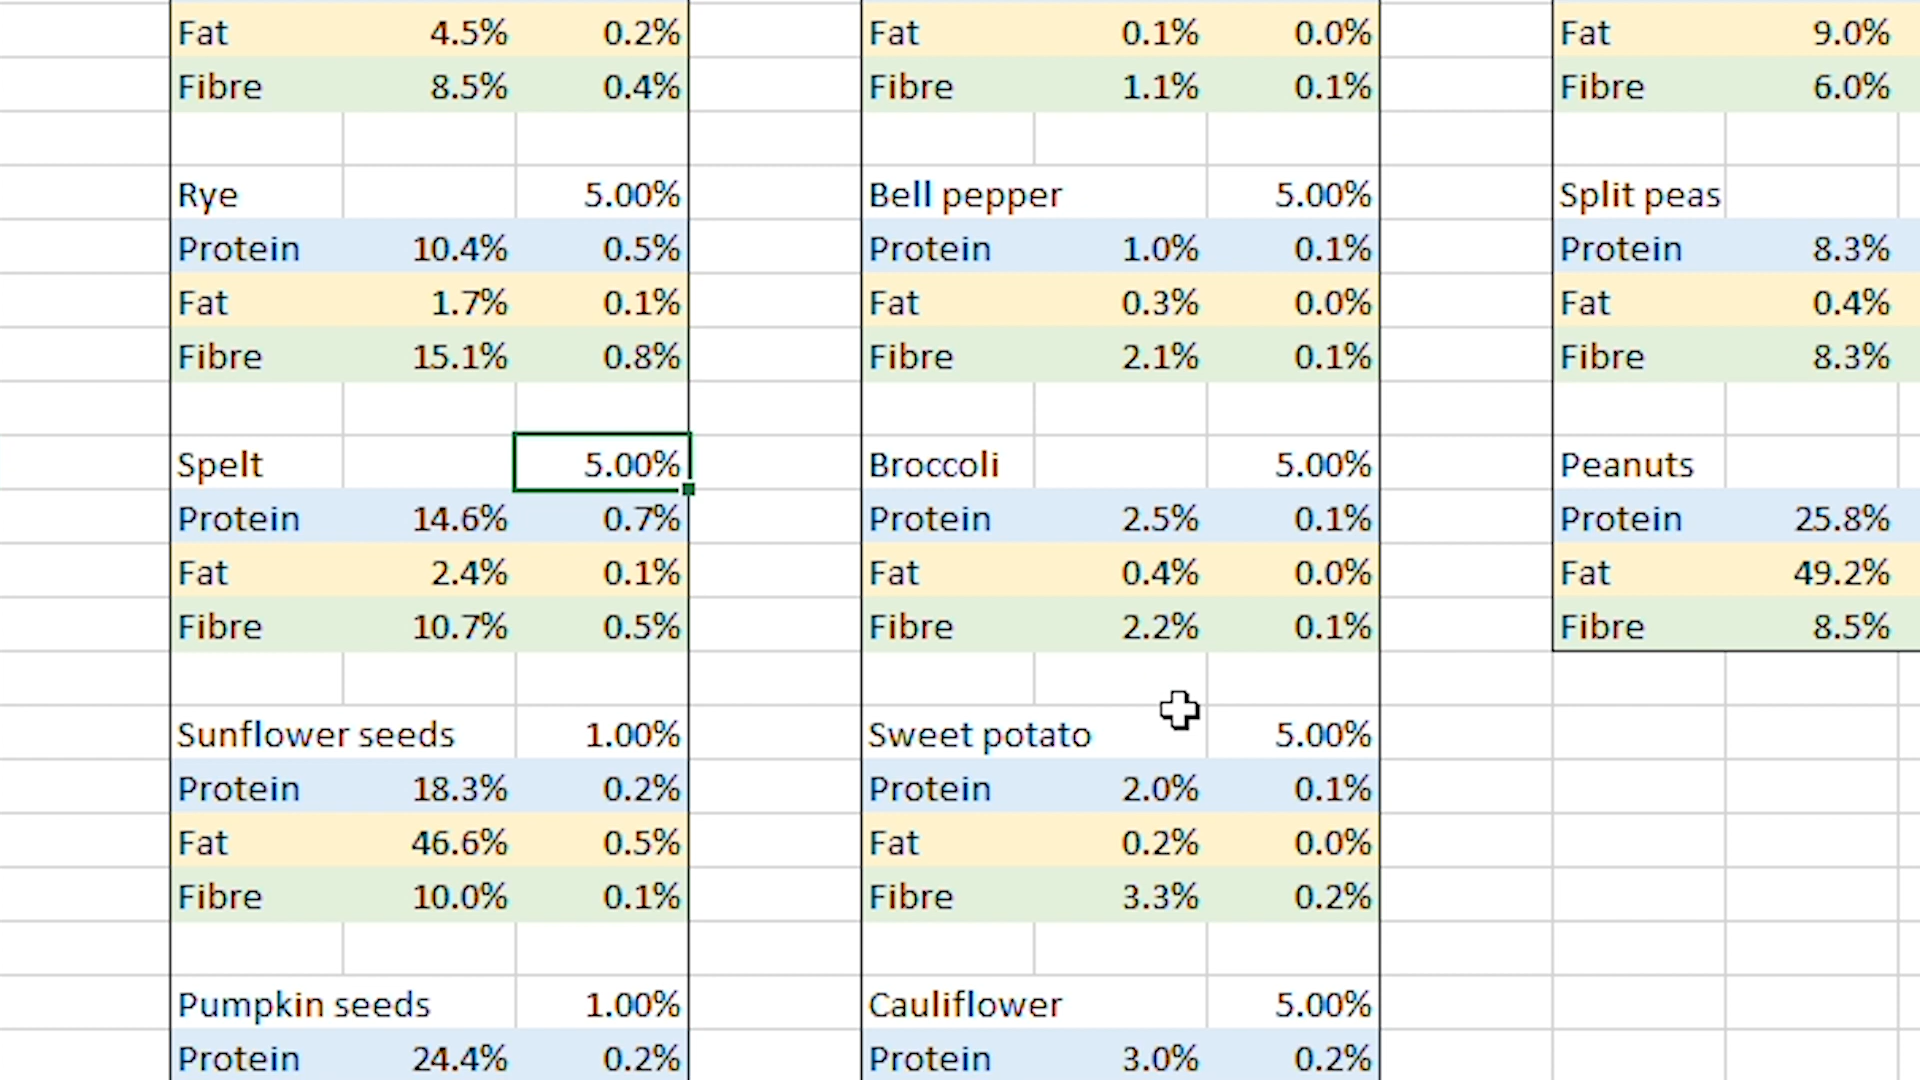 Fat 4.5% 0.2% Fat 0.1% 0.0% Fat 9.0%
Fibre 8.5% 0.4% Fibre 1.1% 0.1% Fibre 6.0%
Rye 5.00% Bell pepper 5.00% Split peas
Protein 10.4% 0.5% Protein 1.0% 0.1% Protein 8.3%
Fat 1.7% 0.1% Fat 0.3% 0.0% Fat 0.4%
Fibre 15.1% 0.8% Fibre 2.1% 0.1% Fibre 8.3%
Spelt 5.00% Broccoli 5.00% Peanuts
Protein 14.6% 0.7% Protein 2.5% 0.1% Protein 25.8%
Fat 2.4% 0.1% Fat 0.4% 0.0% Fat 49.2%
Fibre 10.7% 0.5% Fibre 2.2% 0.1% Fibre 8.5%
Sunflower seeds 1.00% Sweet potato 5.00%
Protein 18.3% 0.2% Protein 2.0% 0.1%
Fat 46.6% 0.5% Fat 0.2% 0.0%
Fibre 10.0% 0.1% Fibre 3.3% 0.2%
Pumpkin seeds 1.00% Cauliflower 5.00%
Protein 24.4% 0.2% Protein 3.0% 0.2%